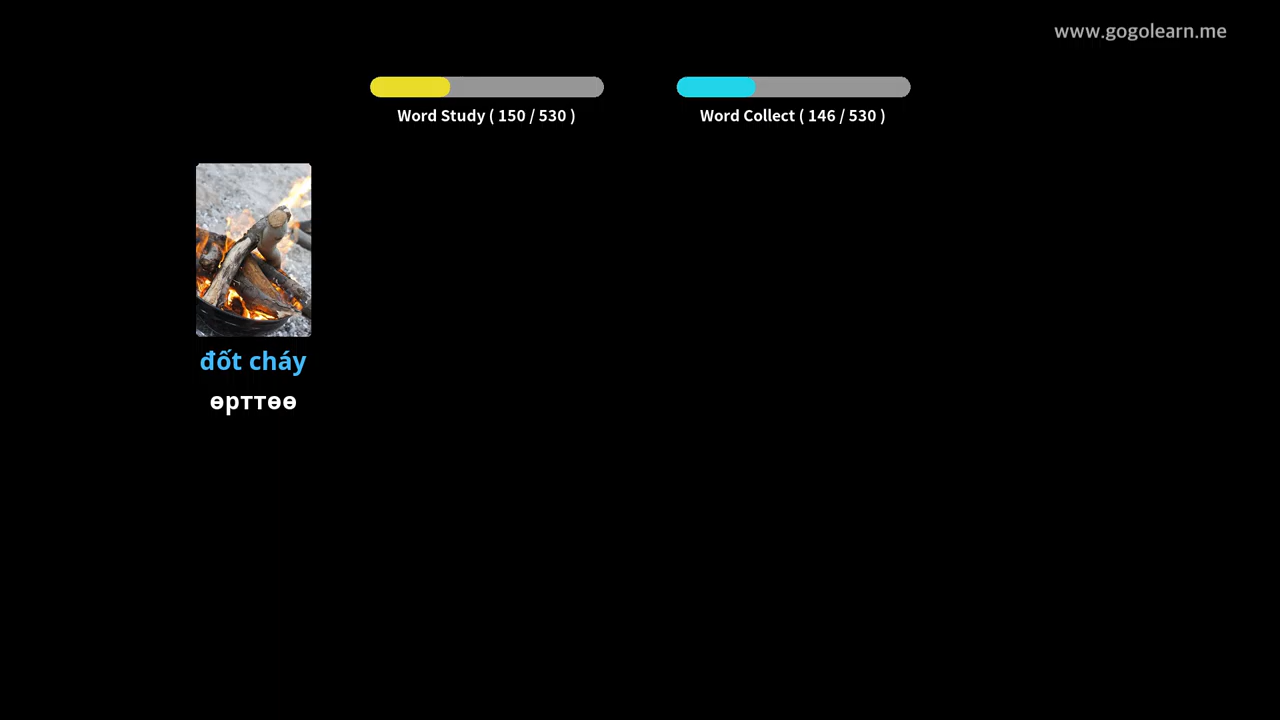 www.gogolearn.me
Word Study ( 150 / 530 )
Word Collect ( 146 / 530 )
đốt cháy
өрттөө